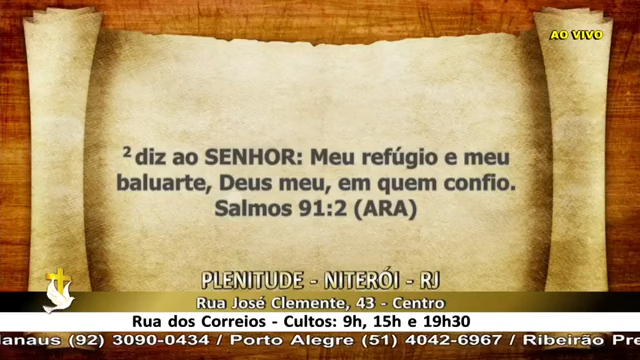 AO VIVO
² diz ao SENHOR: Meu refúgio e meu
baluarte, Deus meu, em quem confio.
Salmos 91:2 (ARA)
PLENITUDE - NITERÓI - RJ
Rua José Clemente, 43 - Centro
Rua dos Correios - Cultos: 9h, 15h e 19h30
(92) 3090-0434 / Porto Alegre (51) 4042-6967 / Ribeirão